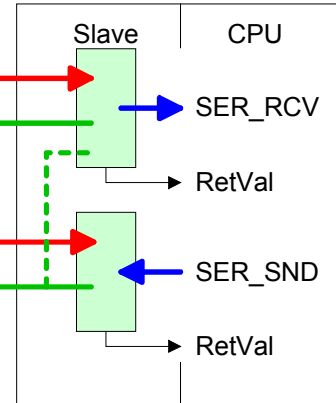 Slave CPU
SER_RCV
RetVal
SER_SND
RetVal